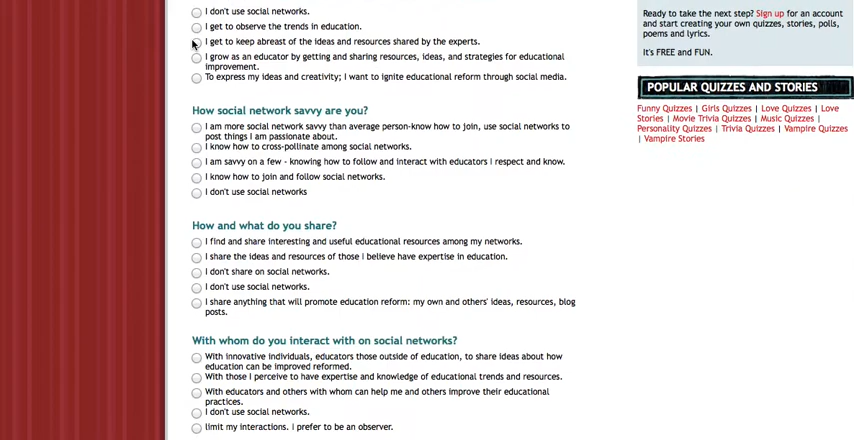 I don't use social networks.
I get to observe the trends in education.
I get to keep abreast of the ideas and resources shared by the experts.
I grow as an educator by getting and sharing resources, ideas, and strategies for educational
improvement.
To express my ideas and creativity; I want to ignite educational reform through social media.
How social network savvy are you?
I am more social network savvy than average person-know how to join, use social networks to
post things I am passionate about.
I know how to cross-pollinate among social networks.
I am savvy on a few - knowing how to follow and interact with educators I respect and know.
I know how to join and follow social networks.
I don't use social networks
How and what do you share?
I find and share interesting and useful educational resources among my networks.
I share the ideas and resources of those I believe have expertise in education.
I don't share on social networks.
I don't use social networks.
I share anything that will promote education reform: my own and others' ideas, resources, blog
posts.
With whom do you interact with on social networks?
With innovative individuals, educators those outside of education, to share ideas about how
education can be improved reformed.
With those I perceive to have expertise and knowledge of educational trends and resources.
With educators and others with whom can help me and others improve their educational
practices.
I don't use social networks.
limit my interactions. I prefer to be an observer.
Ready to take the next step? Sign up for an account
and start creating your own quizzes, stories, polls,
poems and lyrics.
It's FREE and FUN.
POPULAR QUIZZES AND STORIES
Funny Quizzes | Girls Quizzes | Love Quizzes | Love
Stories | Movie Trivia Quizzes | Music Quizzes |
Personality Quizzes | Trivia Quizzes | Vampire Quizzes
| Vampire Stories